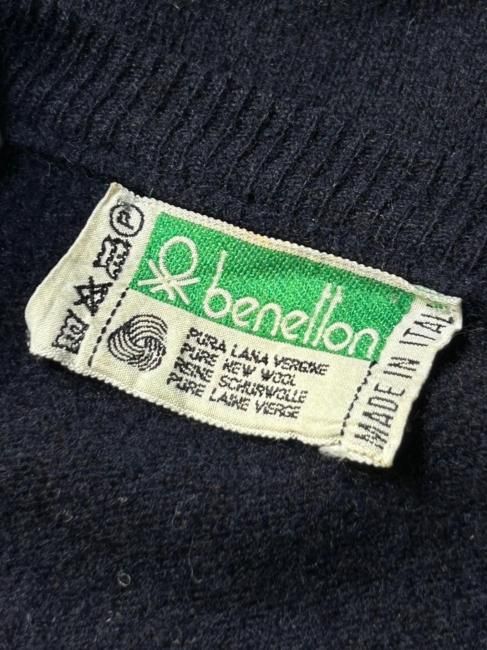 benetton
PURA LANA VERGINE
PURE NEW WOOL
REINE SCHURWOLLE
PURE LAINE VIERGE
MADE IN ITALY
P